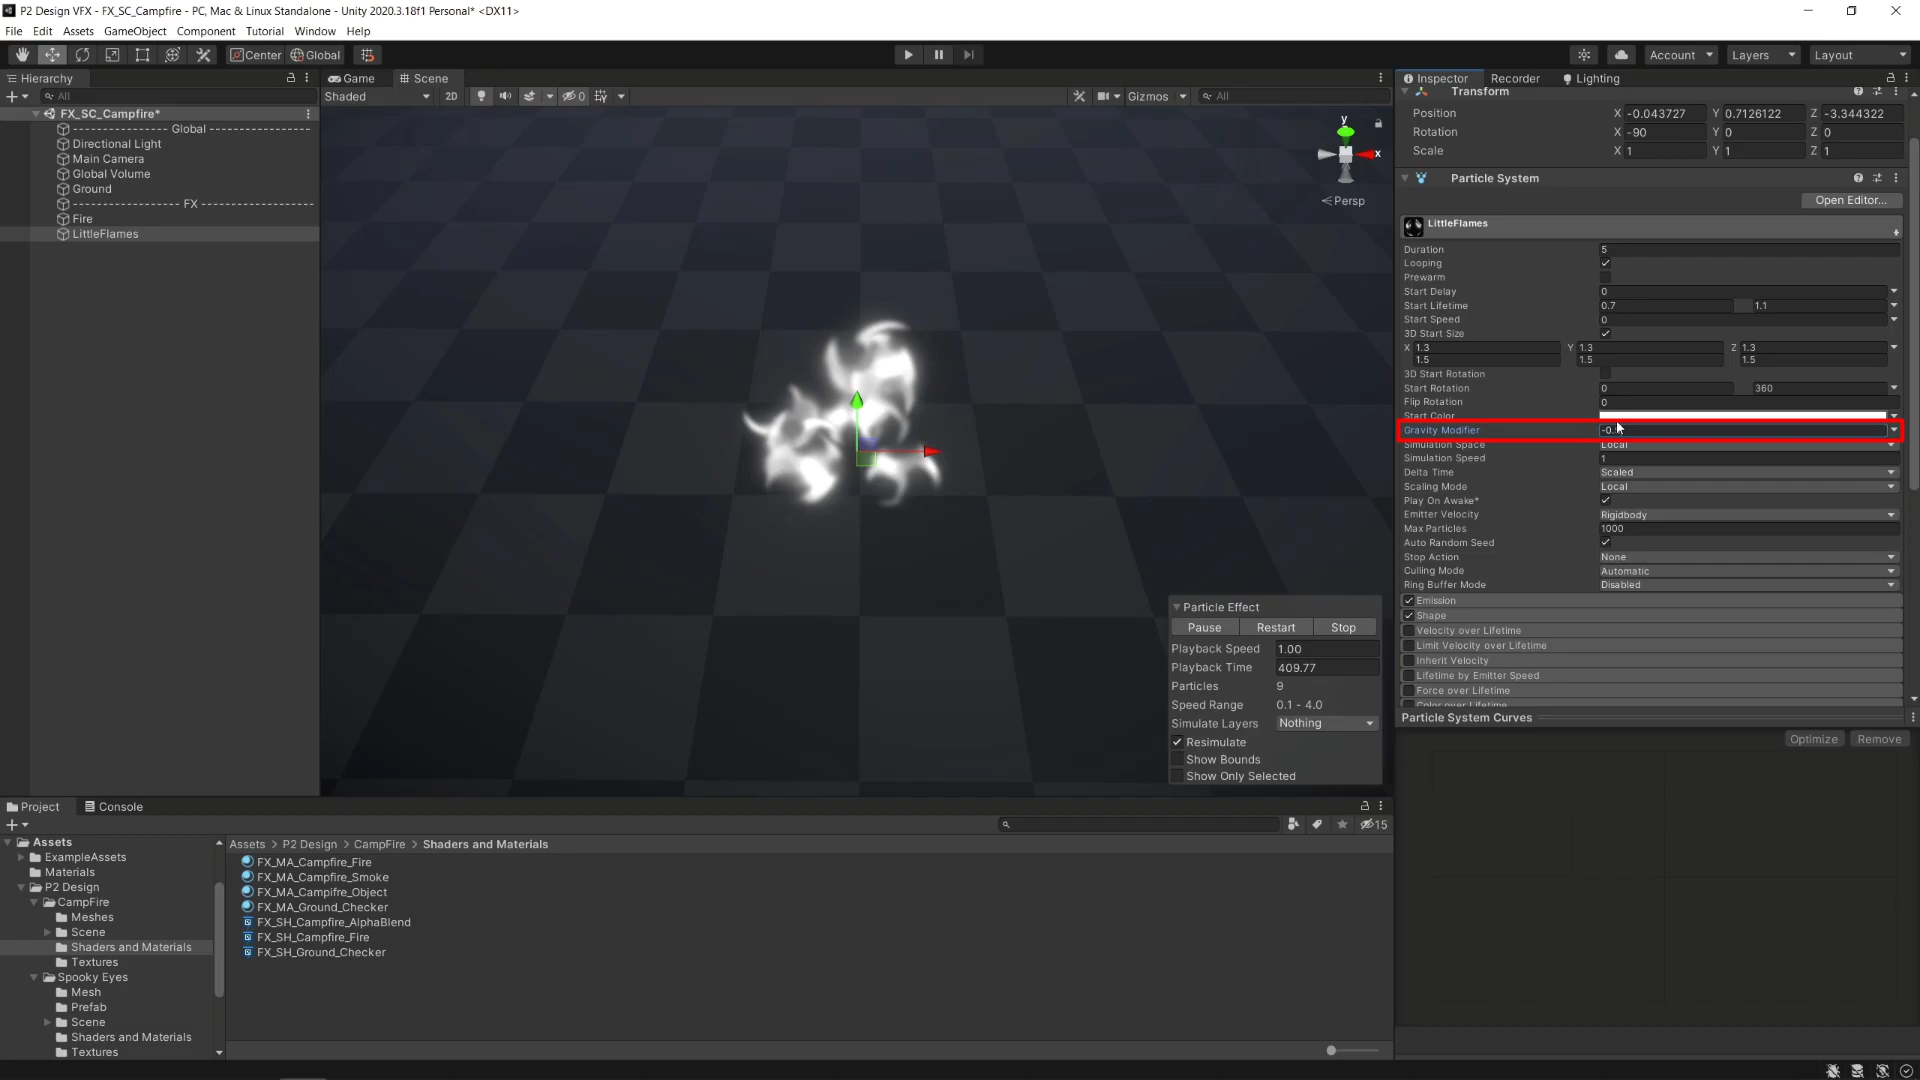 P2 Design VFX - FX_SC_Campfire - PC, Mac & Linux Standalone - Unity 2020.3.18f1 Personal* <DX11>
File Edit Assets GameObject Component Tutorial Window Help
Center Global Account Layers Layout
Hierarchy
All
FX_SC_Campfire*
---------------- Global ----------------
Directional Light
Main Camera
Global Volume
Ground
------------------ FX ------------------
Fire
LittleFlames
Game Scene
Shaded 2D 0 Gizmos All
y
x
Persp
Particle Effect
Pause Restart Stop
Playback Speed 1.00
Playback Time 409.77
Particles 9
Speed Range 0.1 - 4.0
Simulate Layers Nothing
Resimulate
Show Bounds
Show Only Selected
Inspector Recorder Lighting
Transform
Position X -0.043727 Y 0.7126122 Z -3.344322
Rotation X -90 Y 0 Z 0
Scale X 1 Y 1 Z 1
Particle System
Open Editor...
LittleFlames
Duration 5
Looping
Prewarm
Start Delay 0
Start Lifetime 0.7 1.1
Start Speed 0
3D Start Size
X 1.3 Y 1.3 Z 1.3
1.5 1.5 1.5
3D Start Rotation
Start Rotation 0 360
Flip Rotation 0
Start Color
Gravity Modifier -0.
Simulation Space Local
Simulation Speed 1
Delta Time Scaled
Scaling Mode Local
Play On Awake*
Emitter Velocity Rigidbody
Max Particles 1000
Auto Random Seed
Stop Action None
Culling Mode Automatic
Ring Buffer Mode Disabled
Emission
Shape
Velocity over Lifetime
Limit Velocity over Lifetime
Inherit Velocity
Lifetime by Emitter Speed
Force over Lifetime
Color over Lifetime
Particle System Curves
Optimize Remove
Project Console
15
Assets
ExampleAssets
Materials
P2 Design
CampFire
Meshes
Scene
Shaders and Materials
Textures
Spooky Eyes
Mesh
Prefab
Scene
Shaders and Materials
Textures
Assets > P2 Design > CampFire > Shaders and Materials
FX_MA_Campfire_Fire
FX_MA_Campfire_Smoke
FX_MA_Campifre_Object
FX_MA_Ground_Checker
FX_SH_Campfire_AlphaBlend
FX_SH_Campfire_Fire
FX_SH_Ground_Checker